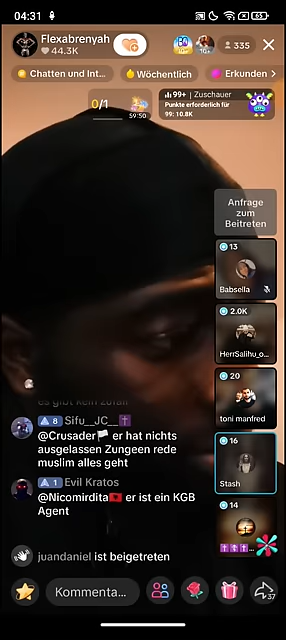 04:31
65
Flexabrenyah
44.3K
335
Chatten und Int...
Wöchentlich
Erkunden
0/1
59:50
99+ | Zuschauer
Punkte erforderlich für
99: 10.8K
Anfrage
zum
Beitreten
13
Babsella
2.0K
HerrSalihu_o...
20
toni manfred
16
Stash
14
✝️✝️✝️...
es gibt kein zufall
8 Sifu__JC__✝️
@Crusader🏳️ er hat nichts
ausgelassen Zungeen rede
muslim alles geht
1 Evil Kratos
@Nicomirdita🇦🇱 er ist ein KGB
Agent
juandaniel ist beigetreten
Kommenta...
37